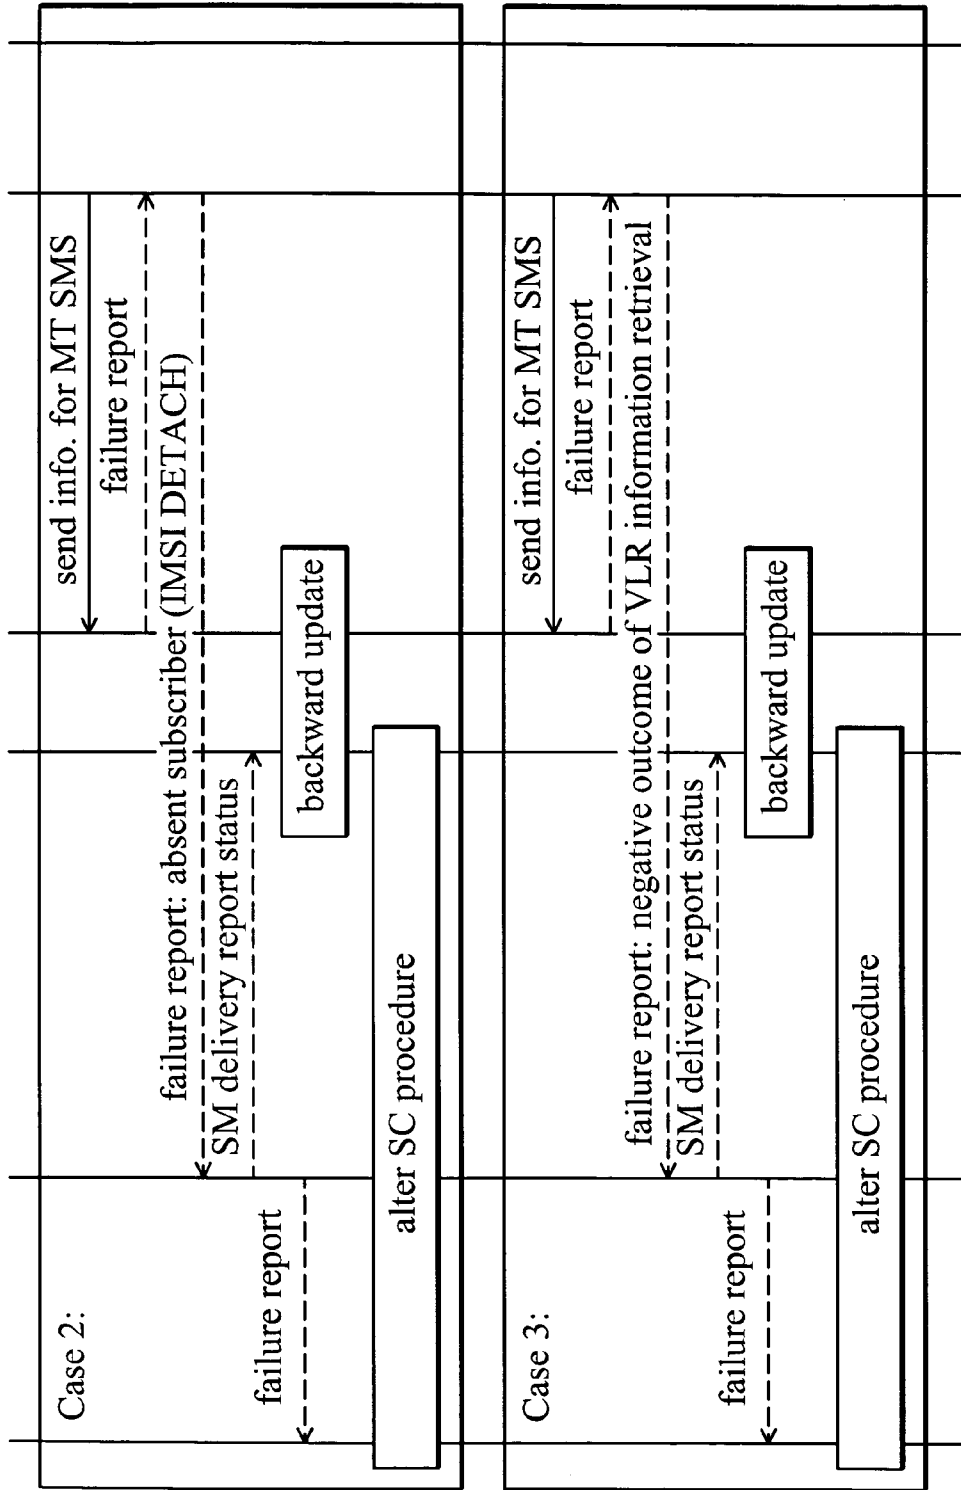 Case 2:
send info. for MT SMS
failure report
failure report: absent subscriber (IMSI DETACH)
SM delivery report status
failure report
backward update
alter SC procedure
Case 3:
send info. for MT SMS
failure report
failure report: negative outcome of VLR information retrieval
SM delivery report status
failure report
backward update
alter SC procedure